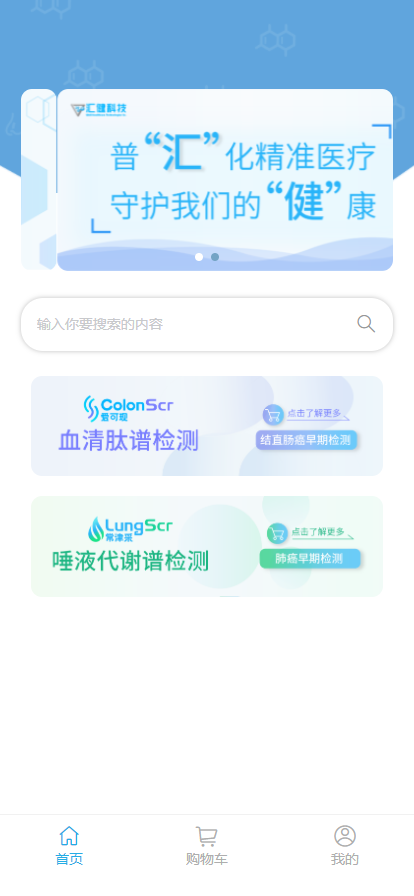 汇健科技
普“汇”化精准医疗
守护我们的“健”康
输入你要搜索的内容
ColonScr
爱可现
血清肽谱检测
点击了解更多
结直肠癌早期检测
LungScr
常津采
唾液代谢谱检测
点击了解更多
肺癌早期检测
首页
购物车
我的